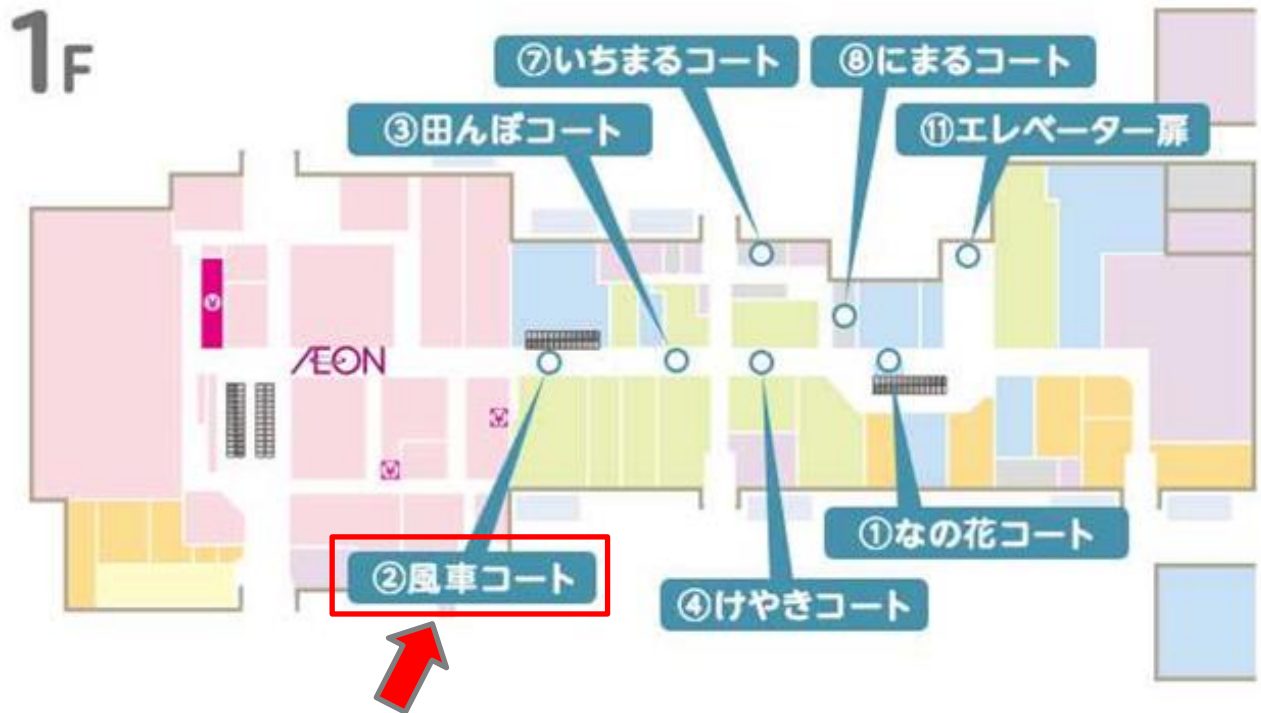 1F
⑦いちまるコート
⑧にまるコート
③田んぼコート
⑪エレベーター扉
ÆON
①なの花コート
②風車コート
④けやきコート